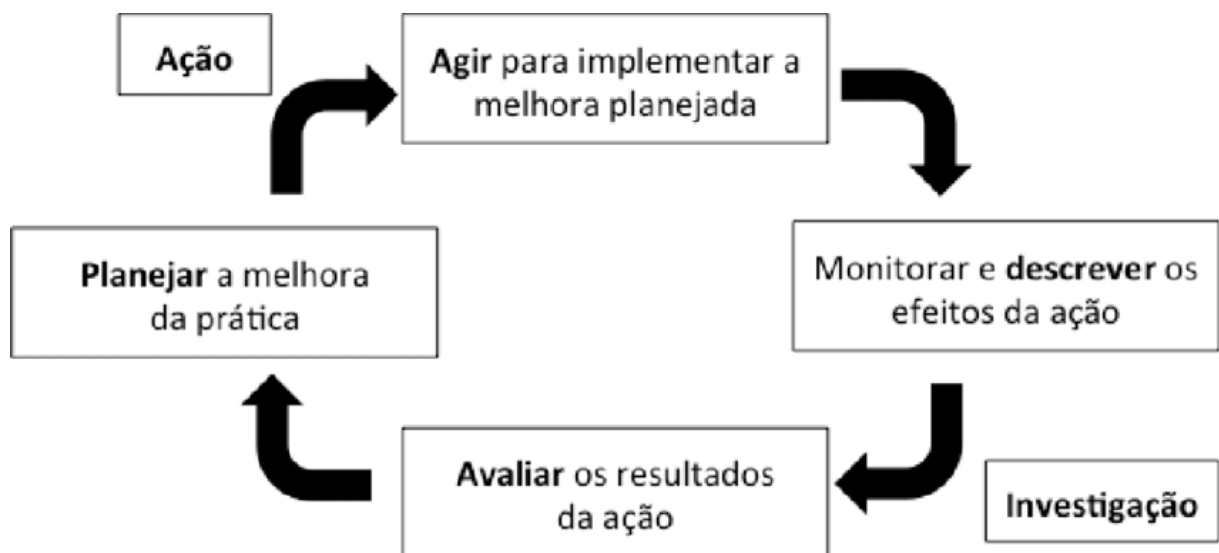 Ação
Agir para implementar a
melhora planejada
Planejar a melhora
da prática
Monitorar e descrever os
efeitos da ação
Avaliar os resultados
da ação
Investigação